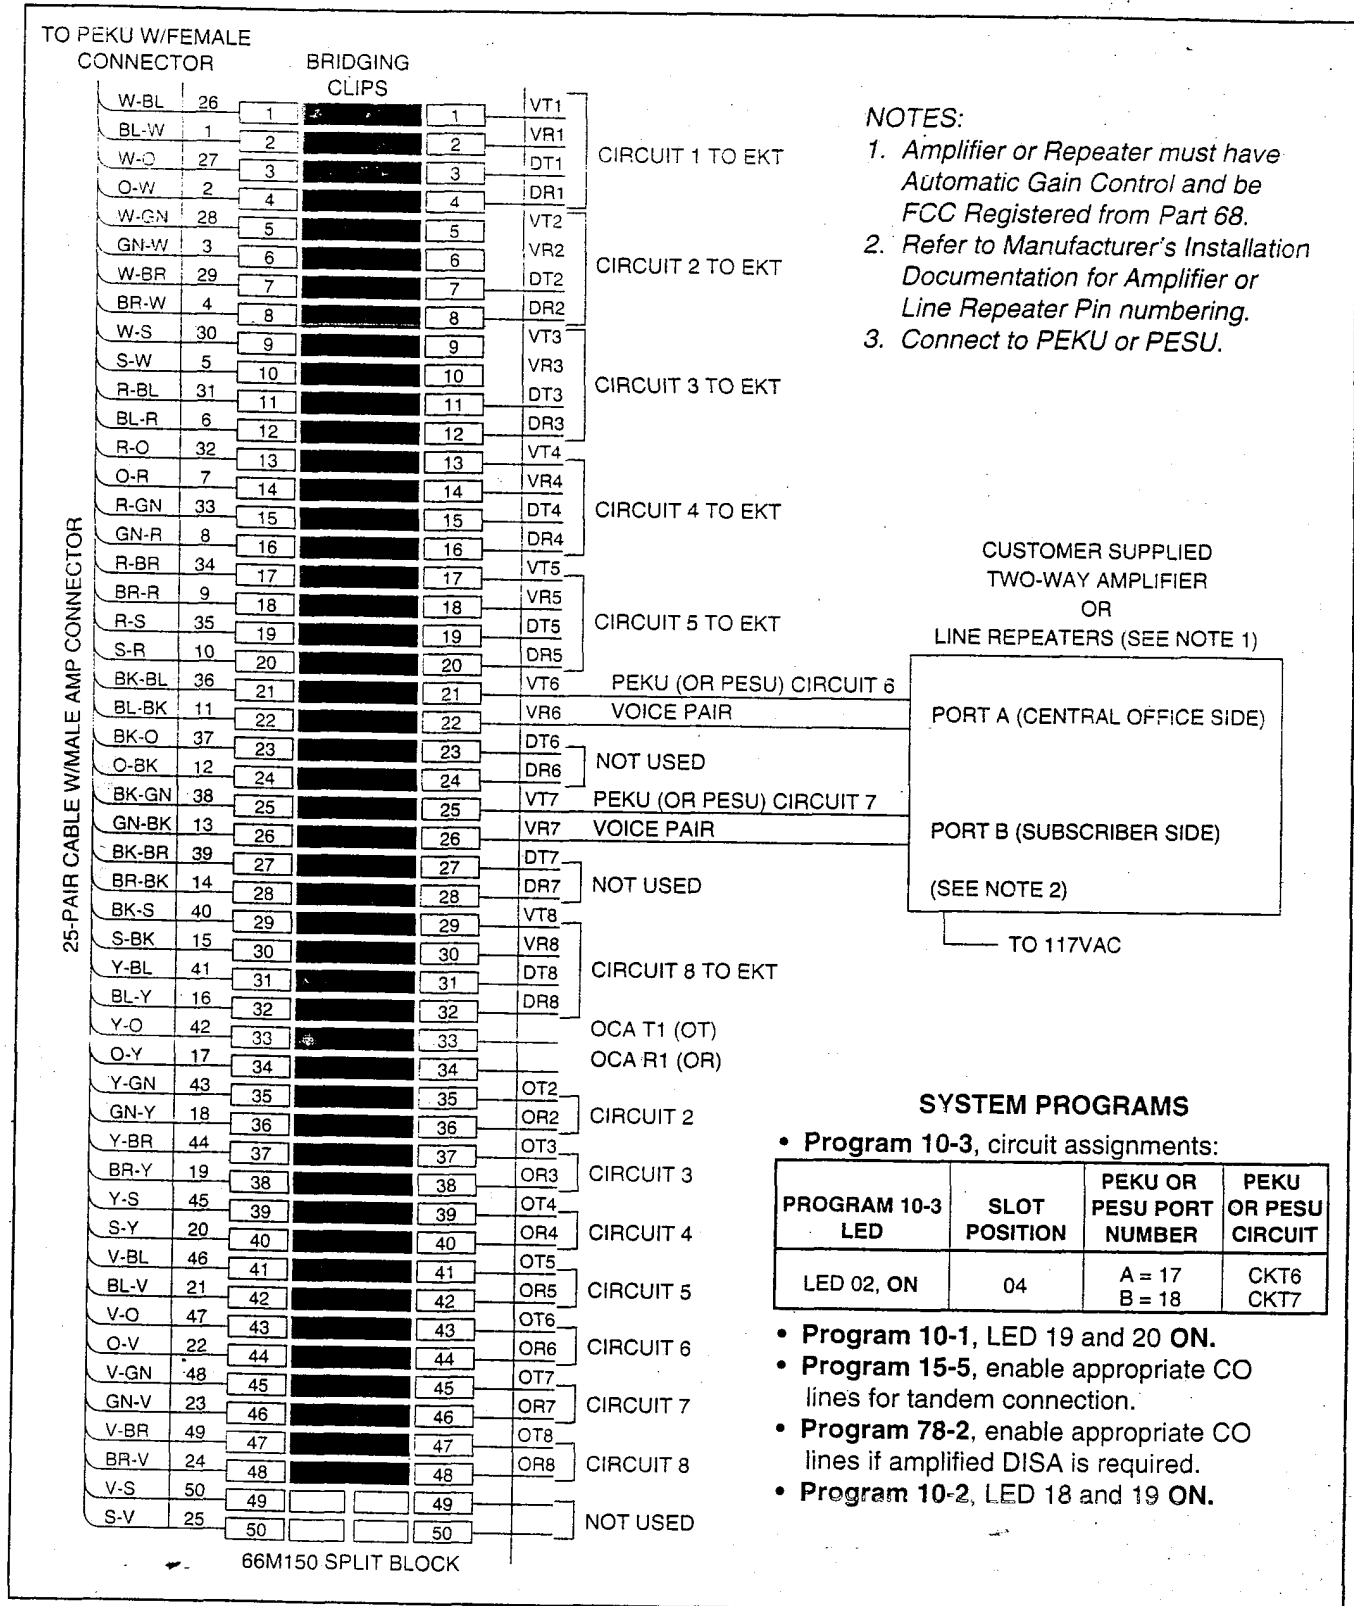 TO PEKU W/FEMALE
CONNECTOR
BRIDGING
CLIPS
25-PAIR CABLE W/MALE AMP CONNECTOR
W-BL 26 1 1 VT1
BL-W 1 2 2 VR1
W-O 27 3 3 DT1
O-W 2 4 4 DR1
CIRCUIT 1 TO EKT
W-GN 28 5 5 VT2
GN-W 3 6 6 VR2
W-BR 29 7 7 DT2
BR-W 4 8 8 DR2
CIRCUIT 2 TO EKT
W-S 30 9 9 VT3
S-W 5 10 10 VR3
R-BL 31 11 11 DT3
BL-R 6 12 12 DR3
CIRCUIT 3 TO EKT
R-O 32 13 13 VT4
O-R 7 14 14 VR4
R-GN 33 15 15 DT4
GN-R 8 16 16 DR4
CIRCUIT 4 TO EKT
R-BR 34 17 17 VT5
BR-R 9 18 18 VR5
R-S 35 19 19 DT5
S-R 10 20 20 DR5
CIRCUIT 5 TO EKT
BK-BL 36 21 21 VT6 PEKU (OR PESU) CIRCUIT 6
BL-BK 11 22 22 VR6 VOICE PAIR
BK-O 37 23 23 DT6
O-BK 12 24 24 DR6
NOT USED
BK-GN 38 25 25 VT7 PEKU (OR PESU) CIRCUIT 7
GN-BK 13 26 26 VR7 VOICE PAIR
BK-BR 39 27 27 DT7
BR-BK 14 28 28 DR7
NOT USED
BK-S 40 29 29 VT8
S-BK 15 30 30 VR8
Y-BL 41 31 31 DT8
BL-Y 16 32 32 DR8
CIRCUIT 8 TO EKT
Y-O 42 33 33 OCA T1 (OT)
O-Y 17 34 34 OCA R1 (OR)
Y-GN 43 35 35 OT2
GN-Y 18 36 36 OR2
CIRCUIT 2
Y-BR 44 37 37 OT3
BR-Y 19 38 38 OR3
CIRCUIT 3
Y-S 45 39 39 OT4
S-Y 20 40 40 OR4
CIRCUIT 4
V-BL 46 41 41 OT5
BL-V 21 42 42 OR5
CIRCUIT 5
V-O 47 43 43 OT6
O-V 22 44 44 OR6
CIRCUIT 6
V-GN 48 45 45 OT7
GN-V 23 46 46 OR7
CIRCUIT 7
V-BR 49 47 47 OT8
BR-V 24 48 48 OR8
CIRCUIT 8
V-S 50 49 49
S-V 25 50 50
NOT USED
66M150 SPLIT BLOCK
NOTES:
1. Amplifier or Repeater must have
Automatic Gain Control and be
FCC Registered from Part 68.
2. Refer to Manufacturer's Installation
Documentation for Amplifier or
Line Repeater Pin numbering.
3. Connect to PEKU or PESU.
CUSTOMER SUPPLIED
TWO-WAY AMPLIFIER
OR
LINE REPEATERS (SEE NOTE 1)
PORT A (CENTRAL OFFICE SIDE)
PORT B (SUBSCRIBER SIDE)
(SEE NOTE 2)
TO 117VAC
SYSTEM PROGRAMS
• Program 10-3, circuit assignments:
PROGRAM 10-3 LED SLOT POSITION PEKU OR PESU PORT NUMBER PEKU OR PESU CIRCUIT
LED 02, ON 04 A = 17 CKT6
B = 18 CKT7
• Program 10-1, LED 19 and 20 ON.
• Program 15-5, enable appropriate CO
lines for tandem connection.
• Program 78-2, enable appropriate CO
lines if amplified DISA is required.
• Program 10-2, LED 18 and 19 ON.